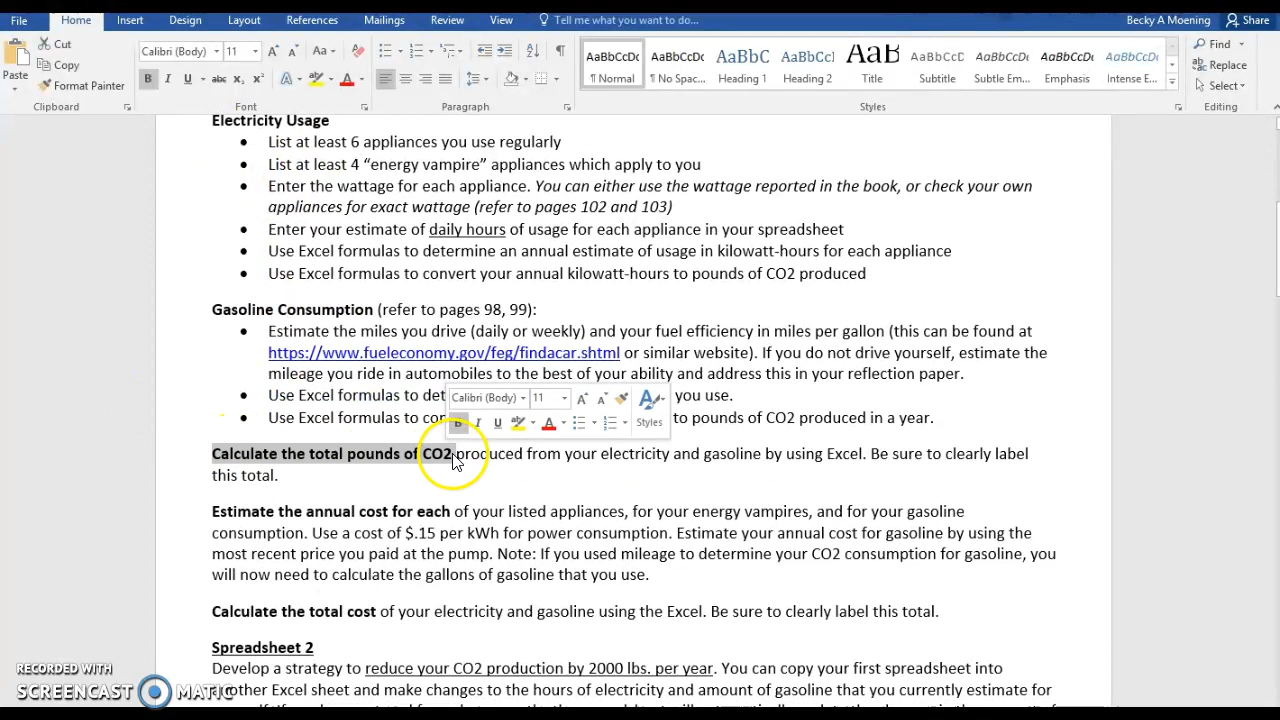 File Home Insert Design Layout References Mailings Review View Tell me what you want to do... Becky A Moening Share
Cut
Copy
Format Painter
Paste
Calibri (Body) 11
Find
Replace
Select
AaBbCcDc AaBbCcDc AaBbC AaBbCc AaB AaBbCcD AaBbCcDc AaBbCcDc AaBbCcDc
¶ Normal ¶ No Spac... Heading 1 Heading 2 Title Subtitle Subtle Em... Emphasis Intense E...
Clipboard Font Paragraph Styles Editing
Electricity Usage
• List at least 6 appliances you use regularly
• List at least 4 “energy vampire” appliances which apply to you
• Enter the wattage for each appliance. You can either use the wattage reported in the book, or check your own
appliances for exact wattage (refer to pages 102 and 103)
• Enter your estimate of daily hours of usage for each appliance in your spreadsheet
• Use Excel formulas to determine an annual estimate of usage in kilowatt-hours for each appliance
• Use Excel formulas to convert your annual kilowatt-hours to pounds of CO2 produced
Gasoline Consumption (refer to pages 98, 99):
• Estimate the miles you drive (daily or weekly) and your fuel efficiency in miles per gallon (this can be found at
https://www.fueleconomy.gov/feg/findacar.shtml or similar website). If you do not drive yourself, estimate the
mileage you ride in automobiles to the best of your ability and address this in your reflection paper.
• Use Excel formulas to you use.
• Use Excel formulas to to pounds of CO2 produced in a year.
Calibri (Body) 11
Styles
Calculate the total pounds of CO2 produced from your electricity and gasoline by using Excel. Be sure to clearly label
this total.
Estimate the annual cost for each of your listed appliances, for your energy vampires, and for your gasoline
consumption. Use a cost of $.15 per kWh for power consumption. Estimate your annual cost for gasoline by using the
most recent price you paid at the pump. Note: If you used mileage to determine your CO2 consumption for gasoline, you
will now need to calculate the gallons of gasoline that you use.
Calculate the total cost of your electricity and gasoline using the Excel. Be sure to clearly label this total.
Spreadsheet 2
Develop a strategy to reduce your CO2 production by 2000 lbs. per year. You can copy your first spreadsheet into
another Excel sheet and make changes to the hours of electricity and amount of gasoline that you currently estimate for
RECORDED WITH
SCREENCAST MATIC